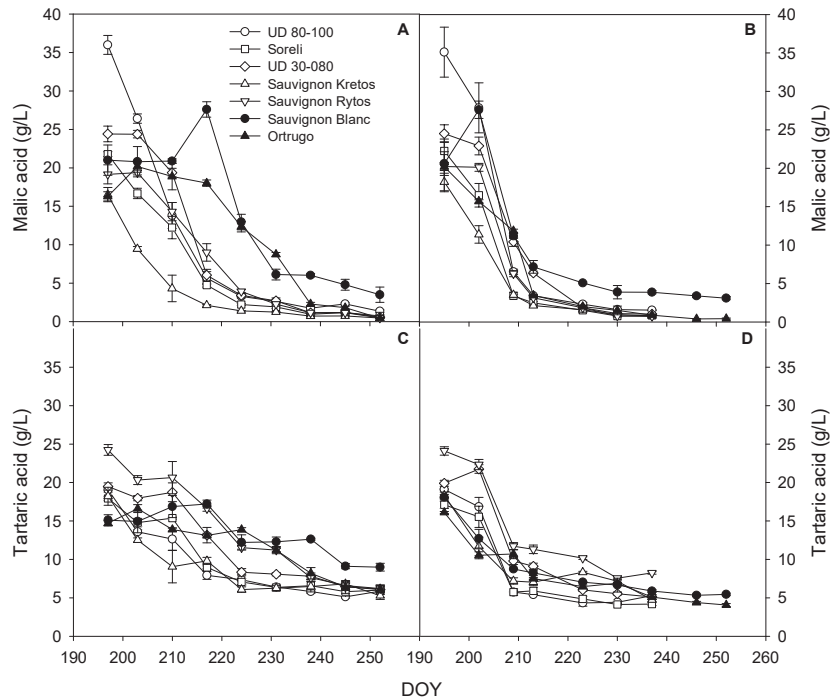 A
B
UD 80-100
Soreli
UD 30-080
Sauvignon Kretos
Sauvignon Rytos
Sauvignon Blanc
Ortrugo
Malic acid (g/L)
40
35
30
25
20
15
10
5
0
40
35
30
25
20
15
10
5
0
Malic acid (g/L)
C
D
Tartaric acid (g/L)
35
30
25
20
15
10
5
0
35
30
25
20
15
10
5
0
Tartaric acid (g/L)
190 200 210 220 230 240 250 190 200 210 220 230 240 250 260
DOY